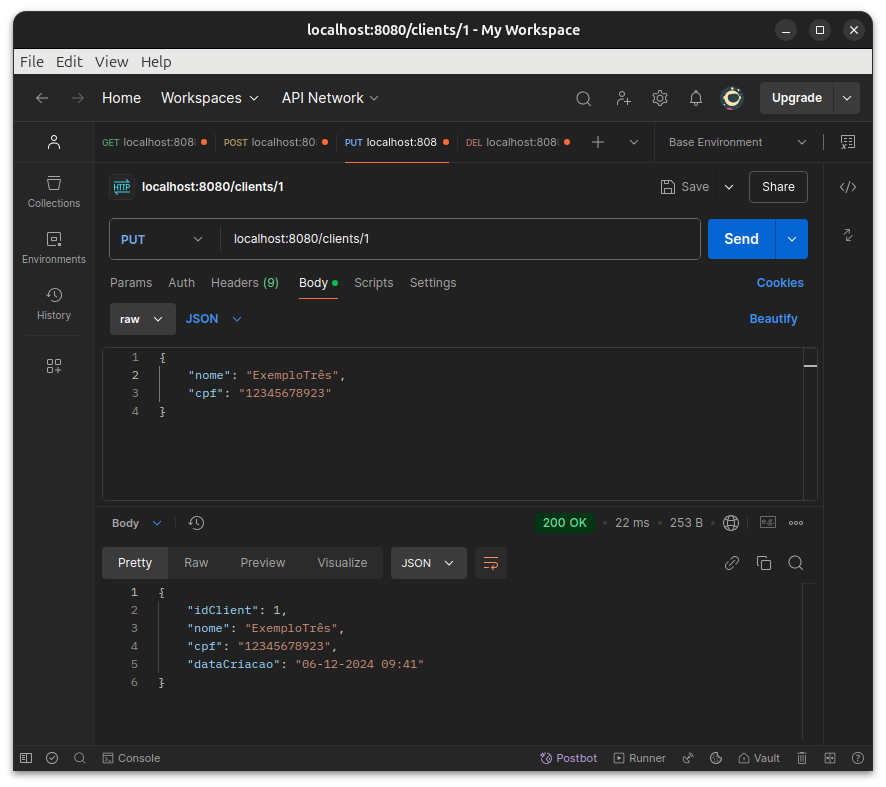 localhost:8080/clients/1 - My Workspace
File Edit View Help
Home Workspaces API Network Upgrade
GET localhost:808 POST localhost:80 PUT localhost:808 DEL localhost:808 Base Environment
HTTP localhost:8080/clients/1 Save Share
Collections
Environments
History
PUT localhost:8080/clients/1 Send
Params Auth Headers (9) Body Scripts Settings Cookies
raw JSON Beautify
1 {
2 "nome": "ExemploTrês",
3 "cpf": "12345678923"
4 }
Body 200 OK 22 ms 253 B e.g.
Pretty Raw Preview Visualize JSON
1 {
2 "idClient": 1,
3 "nome": "ExemploTrês",
4 "cpf": "12345678923",
5 "dataCriacao": "06-12-2024 09:41"
6 }
Console Postbot Runner Vault